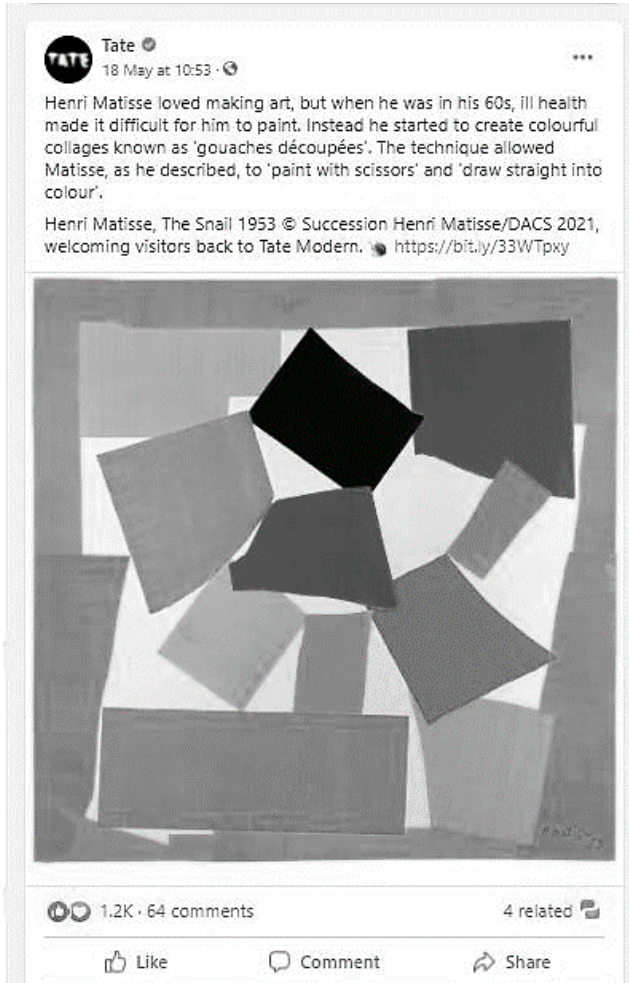 TATE
Tate
18 May at 10:53 ·
Henri Matisse loved making art, but when he was in his 60s, ill health
made it difficult for him to paint. Instead he started to create colourful
collages known as 'gouaches découpées'. The technique allowed
Matisse, as he described, to 'paint with scissors' and 'draw straight into
colour'.
Henri Matisse, The Snail 1953 © Succession Henri Matisse/DACS 2021,
welcoming visitors back to Tate Modern. https://bit.ly/33WTpxy
1.2K · 64 comments
4 related
Like
Comment
Share